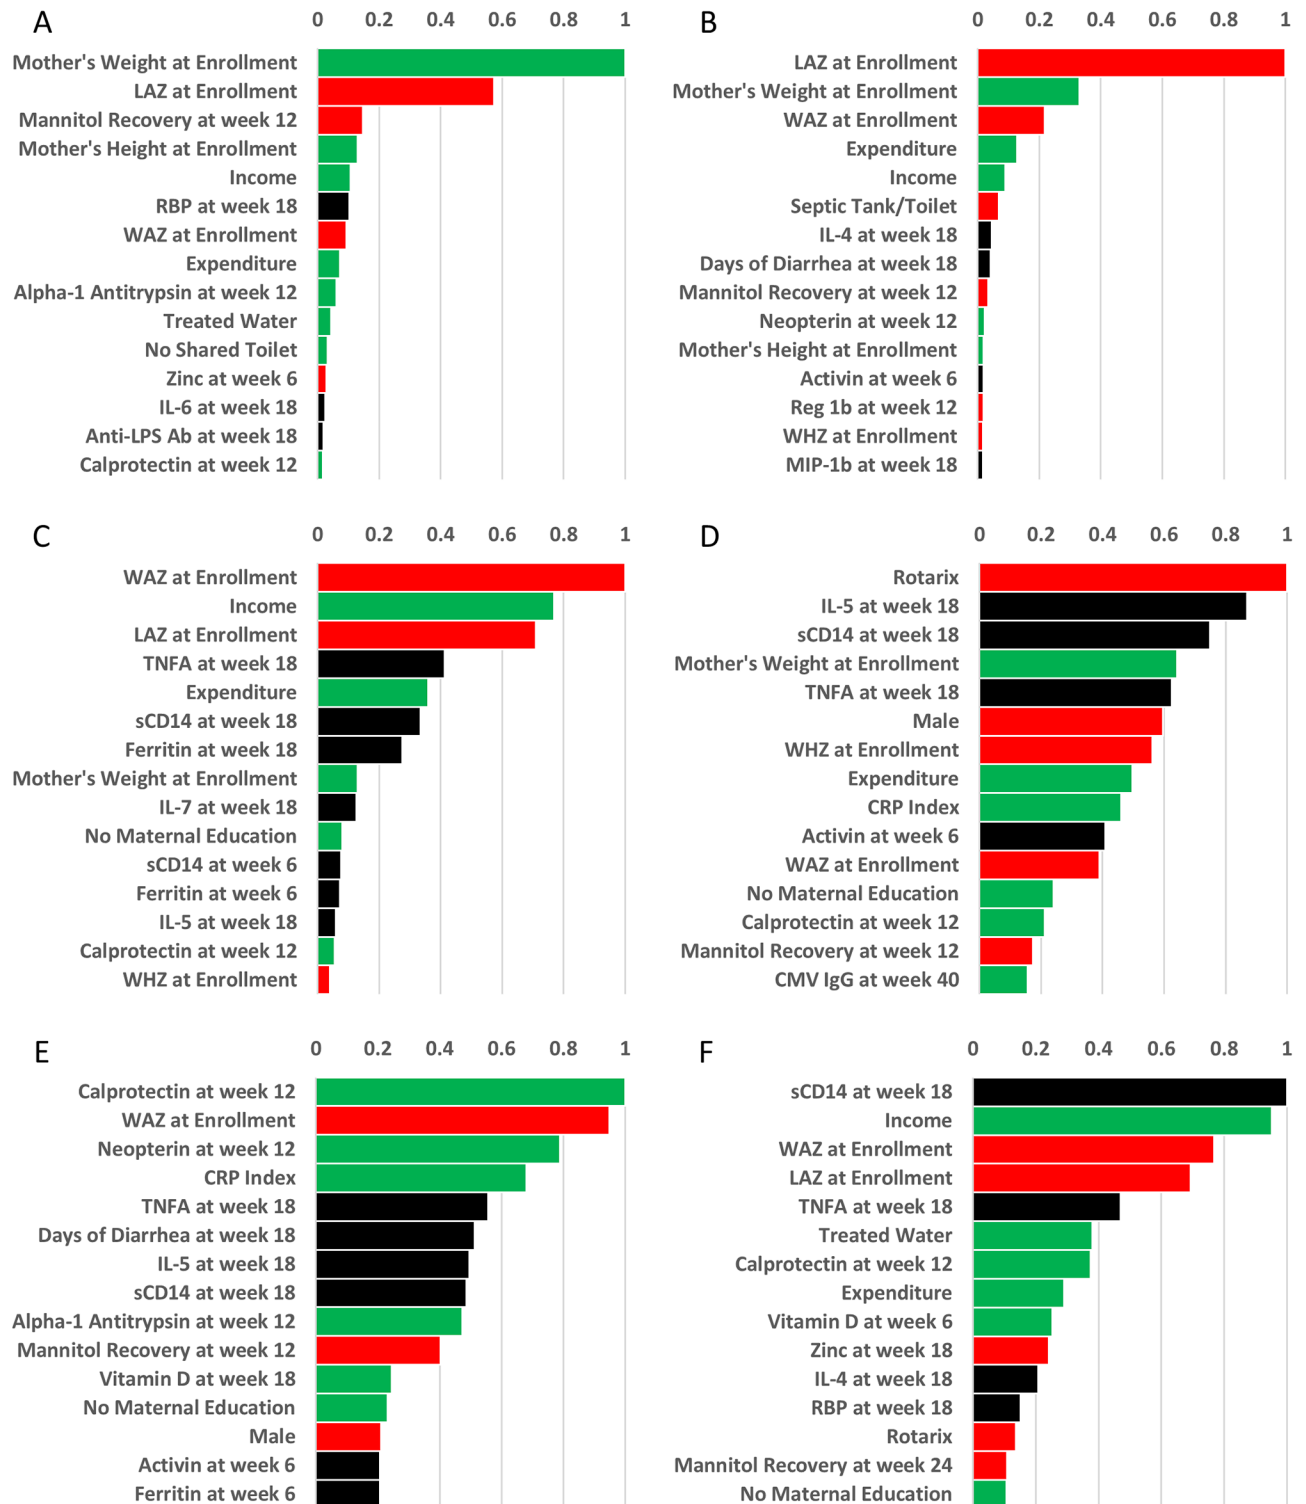 A
0 0.2 0.4 0.6 0.8 1
Mother's Weight at Enrollment
LAZ at Enrollment
Mannitol Recovery at week 12
Mother's Height at Enrollment
Income
RBP at week 18
WAZ at Enrollment
Expenditure
Alpha-1 Antitrypsin at week 12
Treated Water
No Shared Toilet
Zinc at week 6
IL-6 at week 18
Anti-LPS Ab at week 18
Calprotectin at week 12
B
0 0.2 0.4 0.6 0.8 1
LAZ at Enrollment
Mother's Weight at Enrollment
WAZ at Enrollment
Expenditure
Income
Septic Tank/Toilet
IL-4 at week 18
Days of Diarrhea at week 18
Mannitol Recovery at week 12
Neopterin at week 12
Mother's Height at Enrollment
Activin at week 6
Reg 1b at week 12
WHZ at Enrollment
MIP-1b at week 18
C
0 0.2 0.4 0.6 0.8 1
WAZ at Enrollment
Income
LAZ at Enrollment
TNFA at week 18
Expenditure
sCD14 at week 18
Ferritin at week 18
Mother's Weight at Enrollment
IL-7 at week 18
No Maternal Education
sCD14 at week 6
Ferritin at week 6
IL-5 at week 18
Calprotectin at week 12
WHZ at Enrollment
D
0 0.2 0.4 0.6 0.8 1
Rotarix
IL-5 at week 18
sCD14 at week 18
Mother's Weight at Enrollment
TNFA at week 18
Male
WHZ at Enrollment
Expenditure
CRP Index
Activin at week 6
WAZ at Enrollment
No Maternal Education
Calprotectin at week 12
Mannitol Recovery at week 12
CMV IgG at week 40
E
0 0.2 0.4 0.6 0.8 1
Calprotectin at week 12
WAZ at Enrollment
Neopterin at week 12
CRP Index
TNFA at week 18
Days of Diarrhea at week 18
IL-5 at week 18
sCD14 at week 18
Alpha-1 Antitrypsin at week 12
Mannitol Recovery at week 12
Vitamin D at week 18
No Maternal Education
Male
Activin at week 6
Ferritin at week 6
F
0 0.2 0.4 0.6 0.8 1
sCD14 at week 18
Income
WAZ at Enrollment
LAZ at Enrollment
TNFA at week 18
Treated Water
Calprotectin at week 12
Expenditure
Vitamin D at week 6
Zinc at week 18
IL-4 at week 18
RBP at week 18
Rotarix
Mannitol Recovery at week 24
No Maternal Education